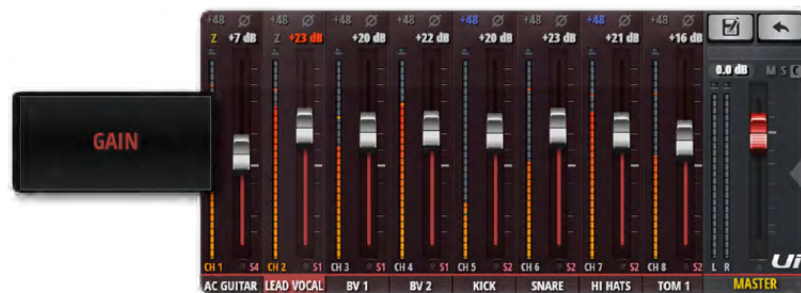 +48 +48 +48 +48 +48 +48 +48 +48
Z +7 dB Z +23 dB +20 dB +22 dB +20 dB +23 dB +21 dB +16 dB
0.0 dB M S
GAIN
CH 1 S4 CH 2 S1 CH 3 S1 CH 4 S1 CH 5 S2 CH 6 S2 CH 7 S2 CH 8 S2 L R Ui
AC GUITAR LEAD VOCAL BV 1 BV 2 KICK SNARE HI HATS TOM 1 MASTER